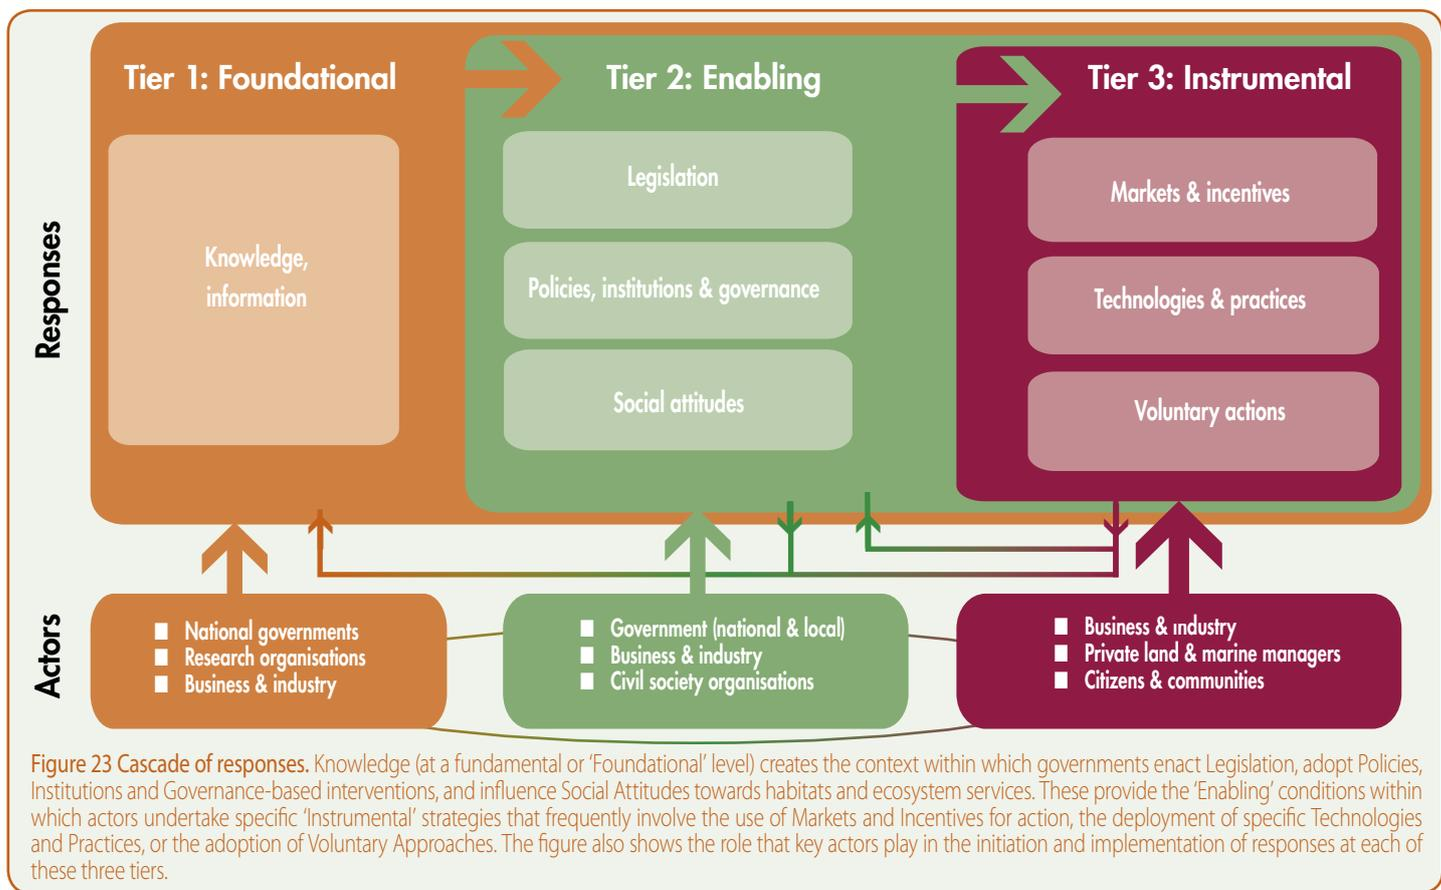 Tier 1: Foundational
Tier 2: Enabling
Tier 3: Instrumental
Responses
Knowledge,
information
Legislation
Policies, institutions & governance
Social attitudes
Markets & incentives
Technologies & practices
Voluntary actions
Actors
National governments
Research organisations
Business & industry
Government (national & local)
Business & industry
Civil society organisations
Business & industry
Private land & marine managers
Citizens & communities
Figure 23 Cascade of responses. Knowledge (at a fundamental or ‘Foundational’ level) creates the context within which governments enact Legislation, adopt Policies,
Institutions and Governance-based interventions, and influence Social Attitudes towards habitats and ecosystem services. These provide the ‘Enabling’ conditions within
which actors undertake specific ‘Instrumental’ strategies that frequently involve the use of Markets and Incentives for action, the deployment of specific Technologies
and Practices, or the adoption of Voluntary Approaches. The figure also shows the role that key actors play in the initiation and implementation of responses at each of
these three tiers.